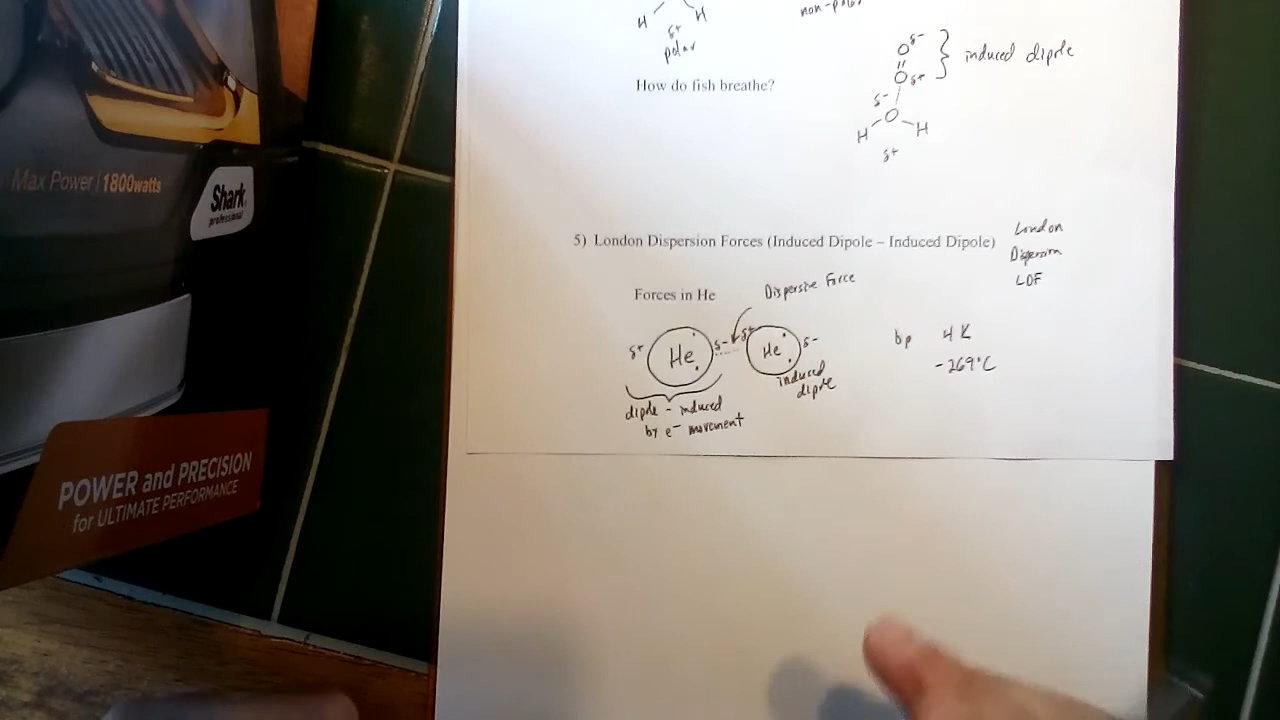 H H
δ+
polar
non-polar
How do fish breathe?
O δ-
O δ+
induced dipole
δ-
O
H H
δ+
Max Power | 1800watts
Shark
professional
5) London Dispersion Forces (Induced Dipole – Induced Dipole)
London
Dispersion
LDF
Forces in He
Dispersive Force
δ+ He δ- δ+ He δ-
induced
dipole
dipole - induced
by e- movement
bp 4 K
-269°C
POWER and PRECISION
for ULTIMATE PERFORMANCE